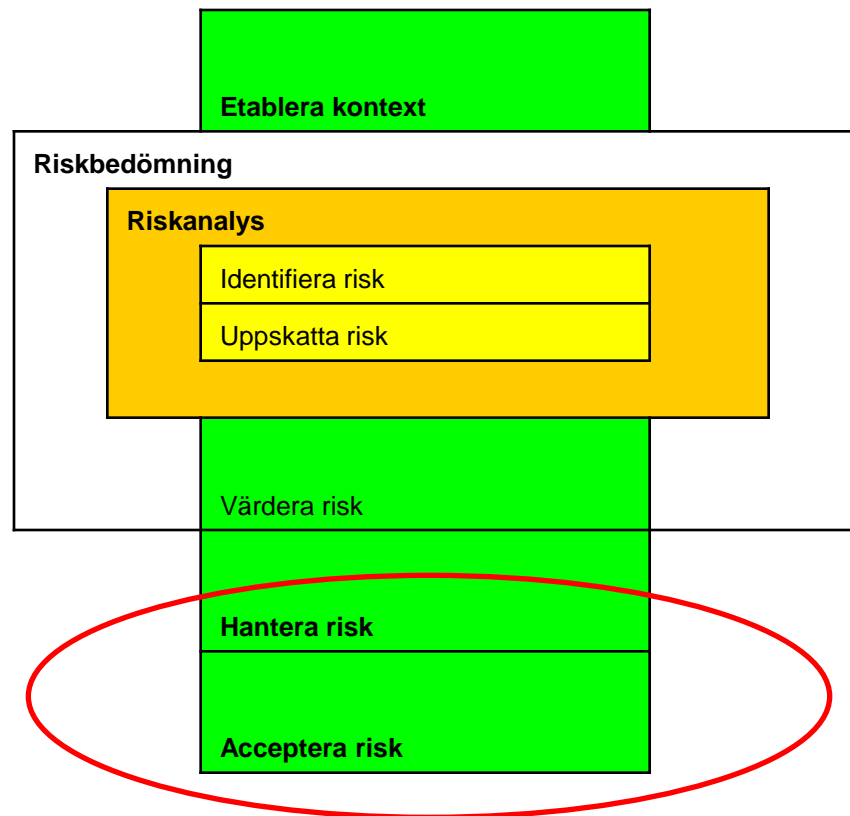 Etablera kontext
Riskbedömning
Riskanalys
Identifiera risk
Uppskatta risk
Värdera risk
Hantera risk
Acceptera risk